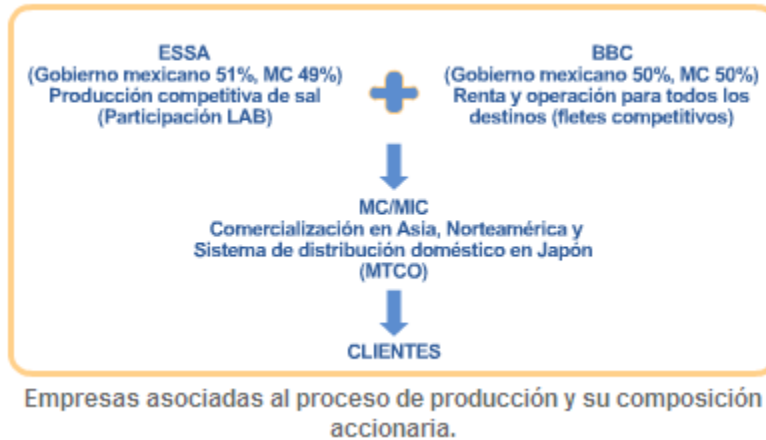 ESSA
(Gobierno mexicano 51%, MC 49%)
Producción competitiva de sal
(Participación LAB)
BBC
(Gobierno mexicano 50%, MC 50%)
Renta y operación para todos los
destinos (fletes competitivos)
MC/MIC
Comercialización en Asia, Norteamérica y
Sistema de distribución doméstico en Japón
(MTCO)
CLIENTES
Empresas asociadas al proceso de producción y su composición
accionaria.